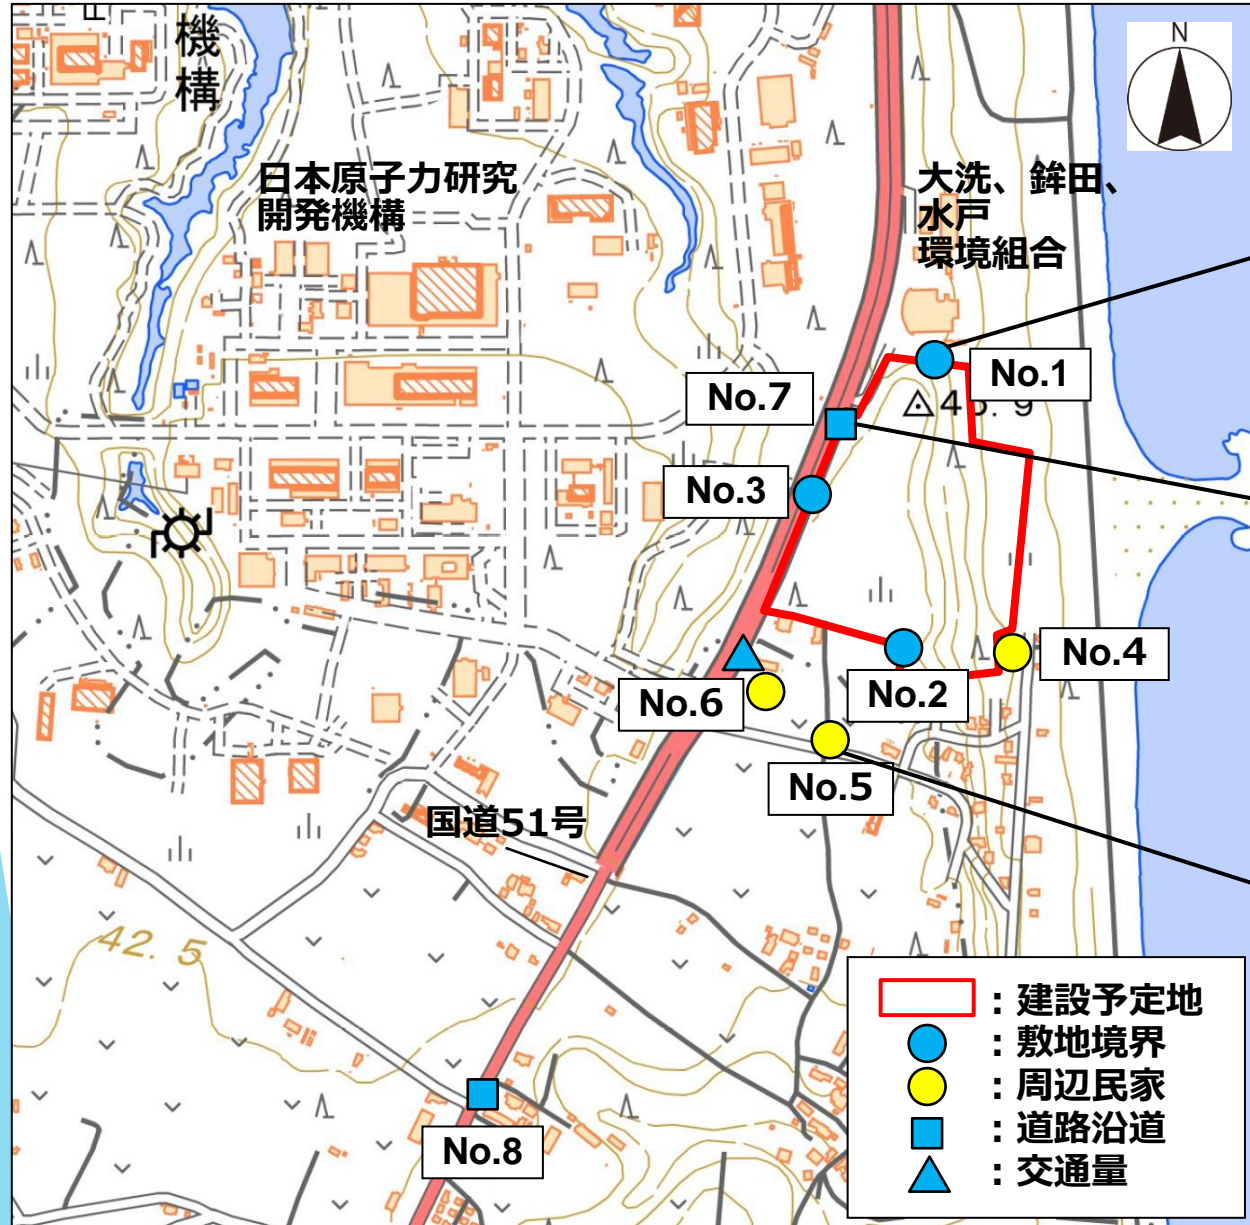 機
構
N
日本原子力研究
開発機構
大洗、鉾田、
水戸
環境組合
No.1
No.7
45.9
No.3
No.4
No.2
No.6
No.5
国道51号
42.5
No.8
：建設予定地
：敷地境界
：周辺民家
：道路沿道
：交通量